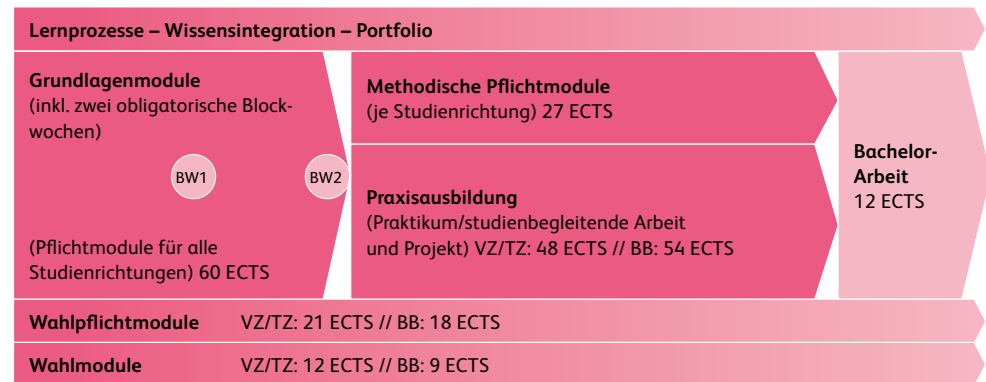 Lernprozesse – Wissensintegration – Portfolio
Grundlagenmodule
(inkl. zwei obligatorische Block-
wochen)
BW1
BW2
(Pflichtmodule für alle
Studienrichtungen) 60 ECTS
Methodische Pflichtmodule
(je Studienrichtung) 27 ECTS
Praxisausbildung
(Praktikum/studienbegleitende Arbeit
und Projekt) VZ/TZ: 48 ECTS // BB: 54 ECTS
Bachelor-
Arbeit
12 ECTS
Wahlpflichtmodule VZ/TZ: 21 ECTS // BB: 18 ECTS
Wahlmodule VZ/TZ: 12 ECTS // BB: 9 ECTS